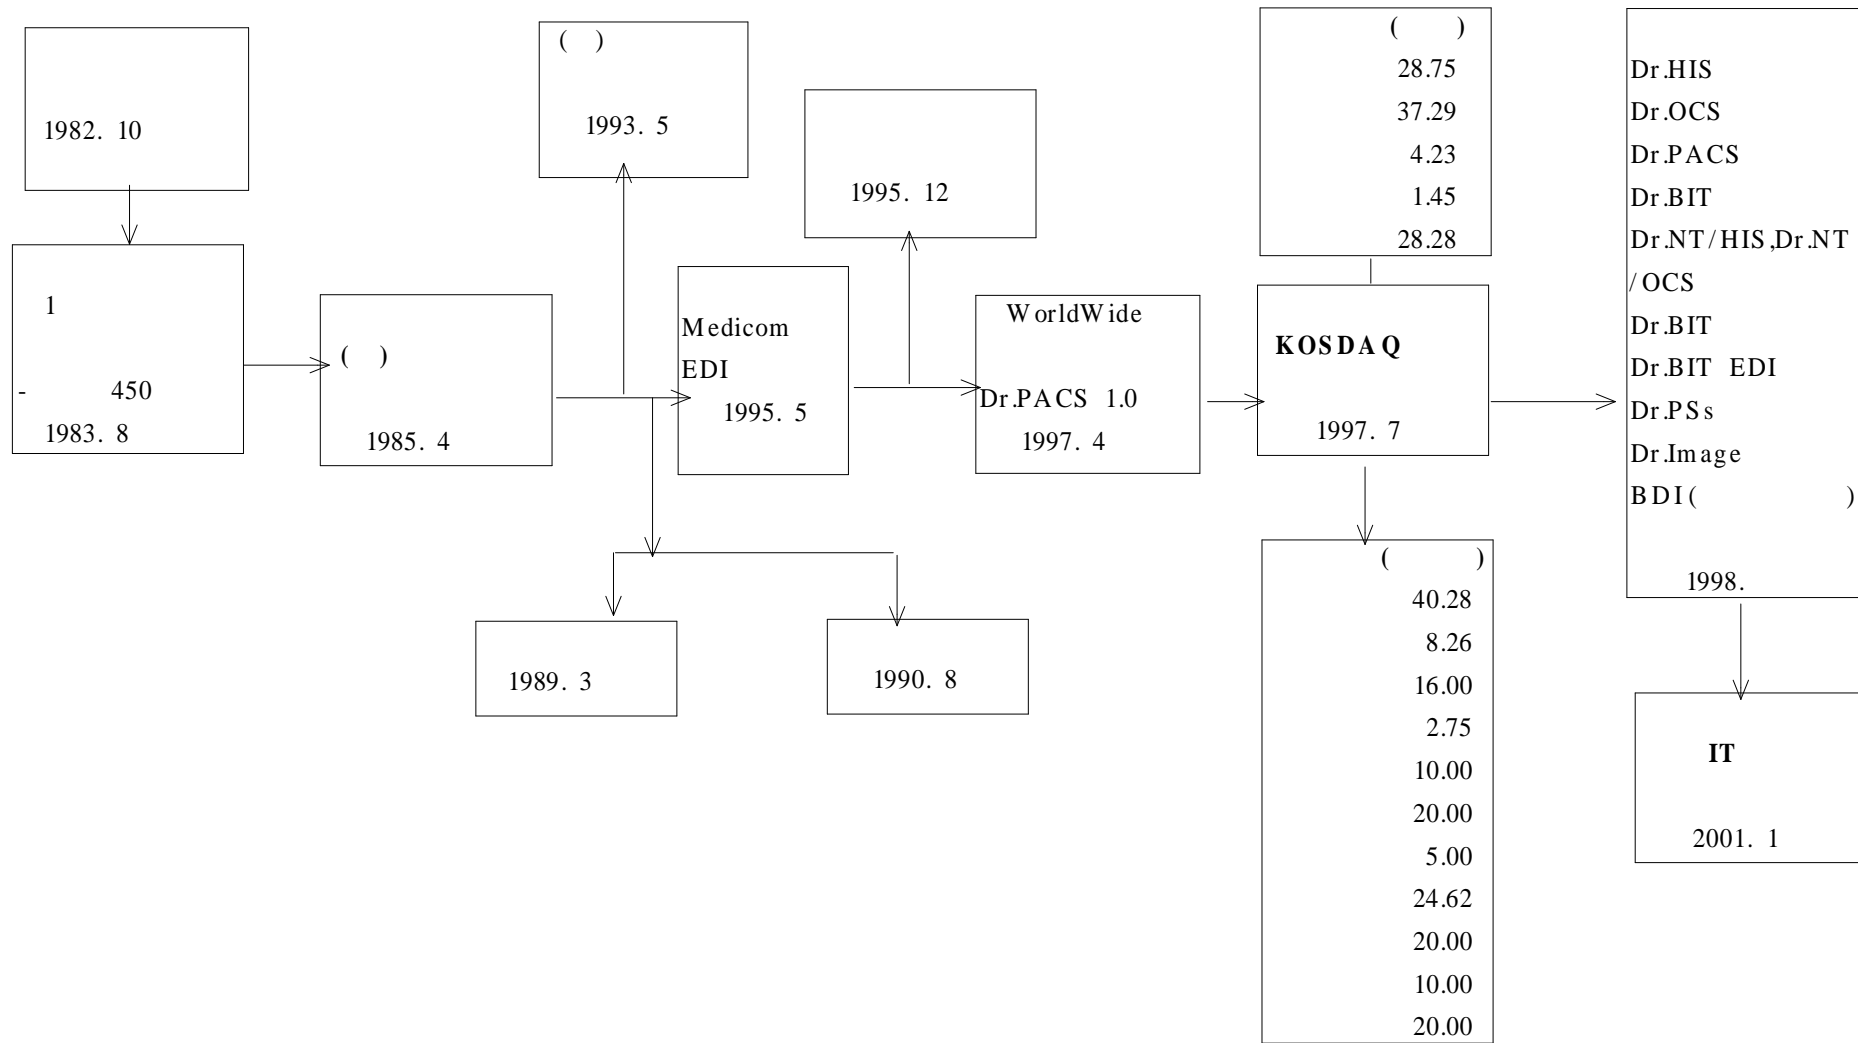 1982. 10
1
- 450
1983. 8
( )
1985. 4
( )
1993. 5
Medicom
EDI
1995. 5
1989. 3
1990. 8
1995. 12
WorldWide
Dr.PACS 1.0
1997. 4
( )
28.75
37.29
4.23
1.45
28.28
KOSDAQ
1997. 7
( )
40.28
8.26
16.00
2.75
10.00
20.00
5.00
24.62
20.00
10.00
20.00
Dr.HIS
Dr.OCS
Dr.PACS
Dr.BIT
Dr.NT/HIS,Dr.NT
/OCS
Dr.BIT
Dr.BIT EDI
Dr.PSs
Dr.Image
BDI( )
1998.
IT
2001. 1